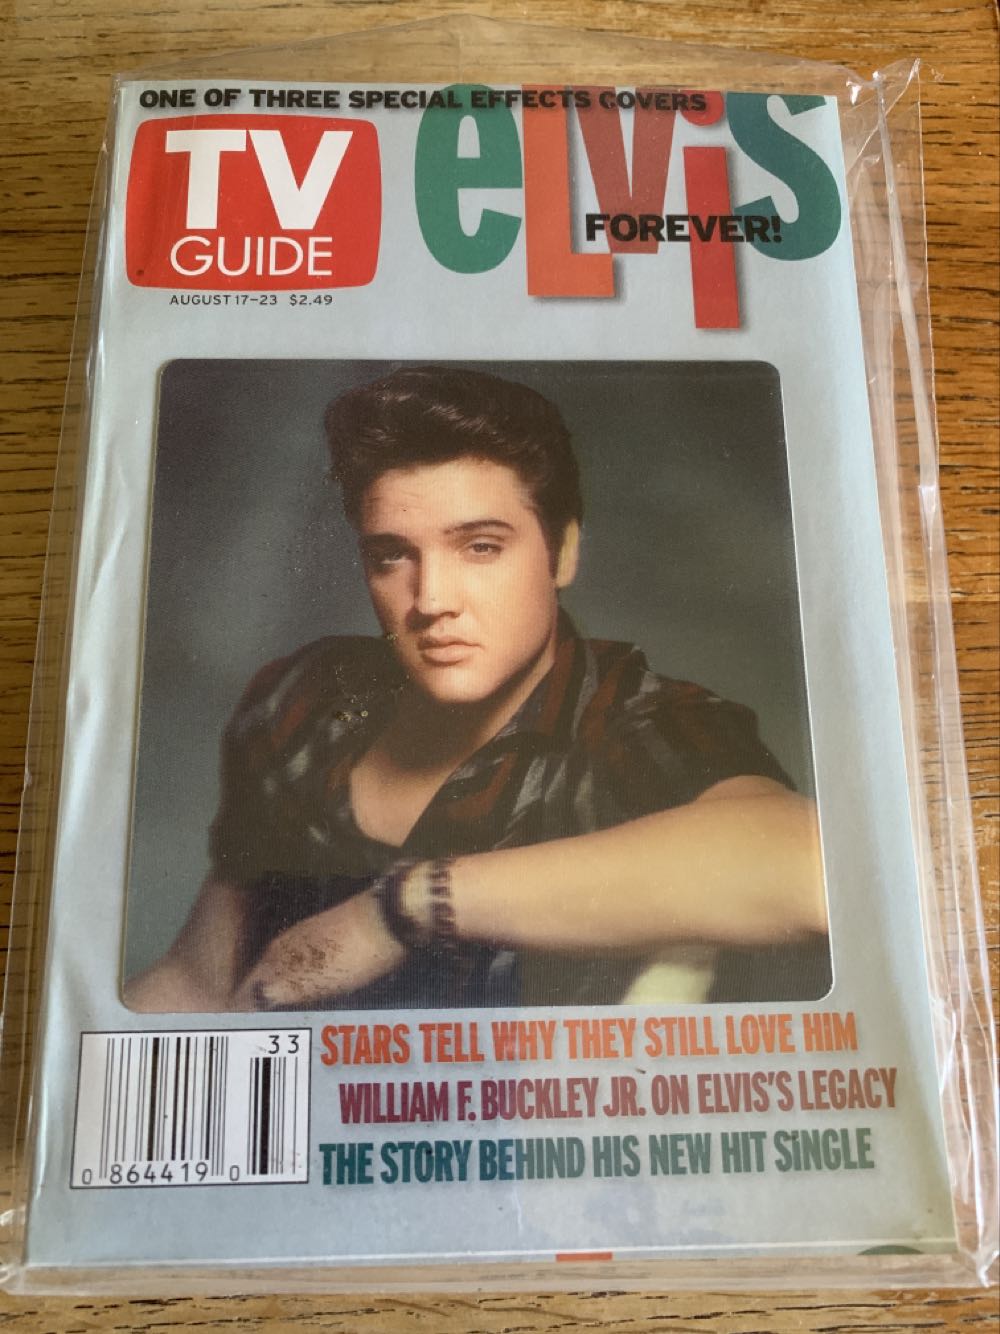 ONE OF THREE SPECIAL EFFECTS COVERS
TV
GUIDE
AUGUST 17-23 $2.49
eLViS
FOREVER!
33
0 864419 0
STARS TELL WHY THEY STILL LOVE HIM
WILLIAM F. BUCKLEY JR. ON ELVIS'S LEGACY
THE STORY BEHIND HIS NEW HIT SINGLE